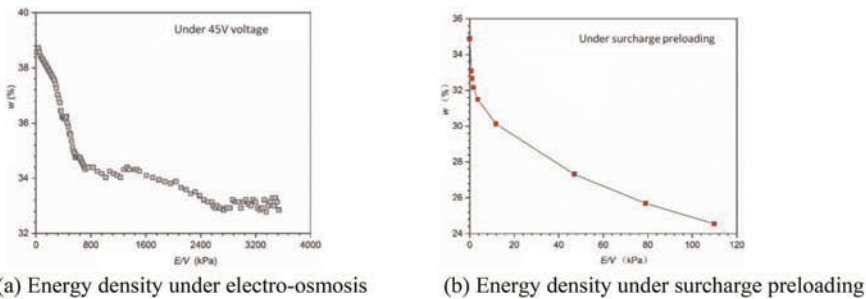 40
38
36
34
32
w (%)
Under 45V voltage
0 800 1600 2400 3200 4000
E/V (kPa)
36
34
32
30
28
26
24
w (%)
Under surcharge preloading
0 20 40 60 80 100 120
E/V (kPa)
(a) Energy density under electro-osmosis
(b) Energy density under surcharge preloading